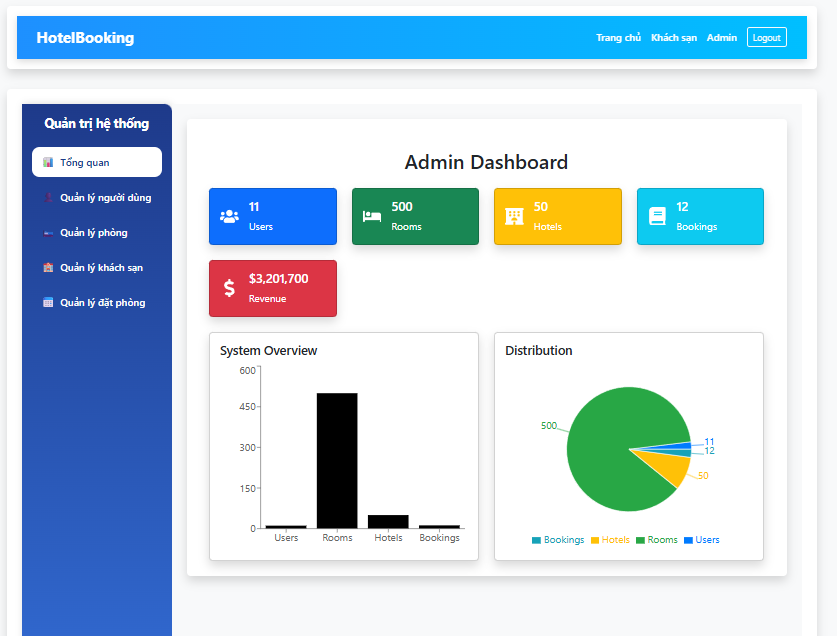 HotelBooking
Trang chủ Khách sạn Admin Logout
Quản trị hệ thống
Tổng quan
Quản lý người dùng
Quản lý phòng
Quản lý khách sạn
Quản lý đặt phòng
Admin Dashboard
11
Users
500
Rooms
50
Hotels
12
Bookings
$3,201,700
Revenue
System Overview
600
450
300
150
0
Users Rooms Hotels Bookings
Distribution
500
11
12
50
Bookings Hotels Rooms Users